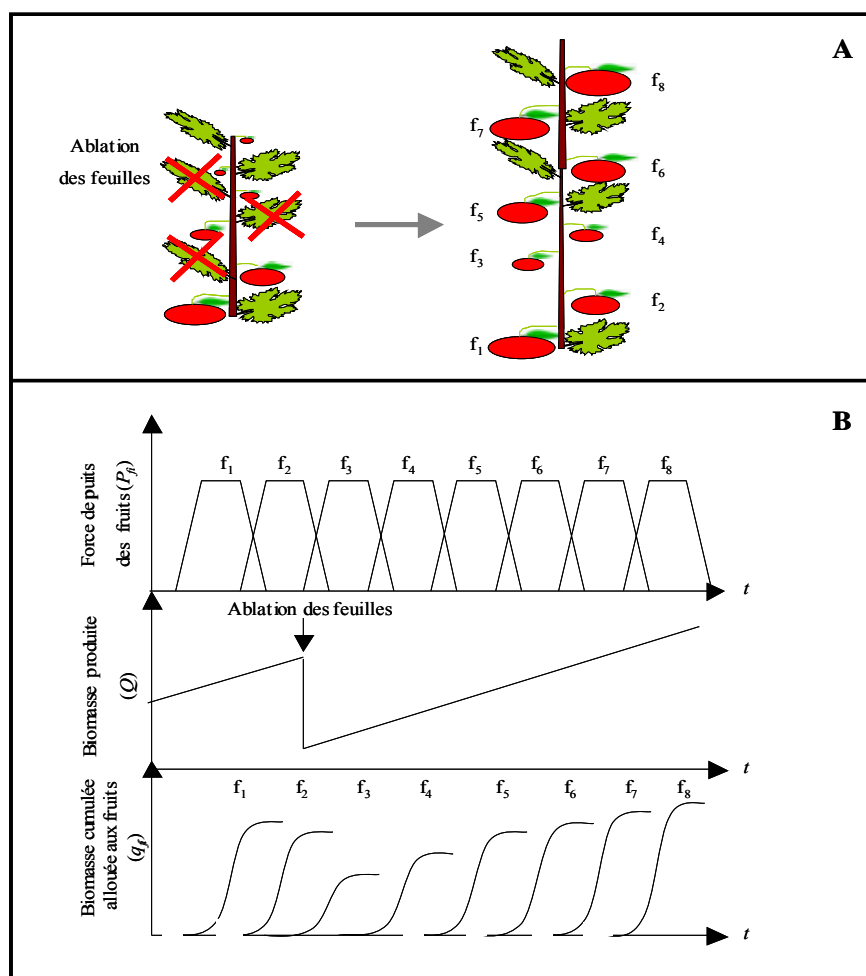 A
Ablation
des feuilles
f8
f7
f6
f5
f4
f3
f2
f1
B
Force de puits
des fruits (Pfi)
f1 f2 f3 f4 f5 f6 f7 f8
t
Ablation des feuilles
Biomasse produite
(Q)
t
Biomasse cumulée
allouée aux fruits
f1 f2 f3 f4 f5 f6 f7 f8
t